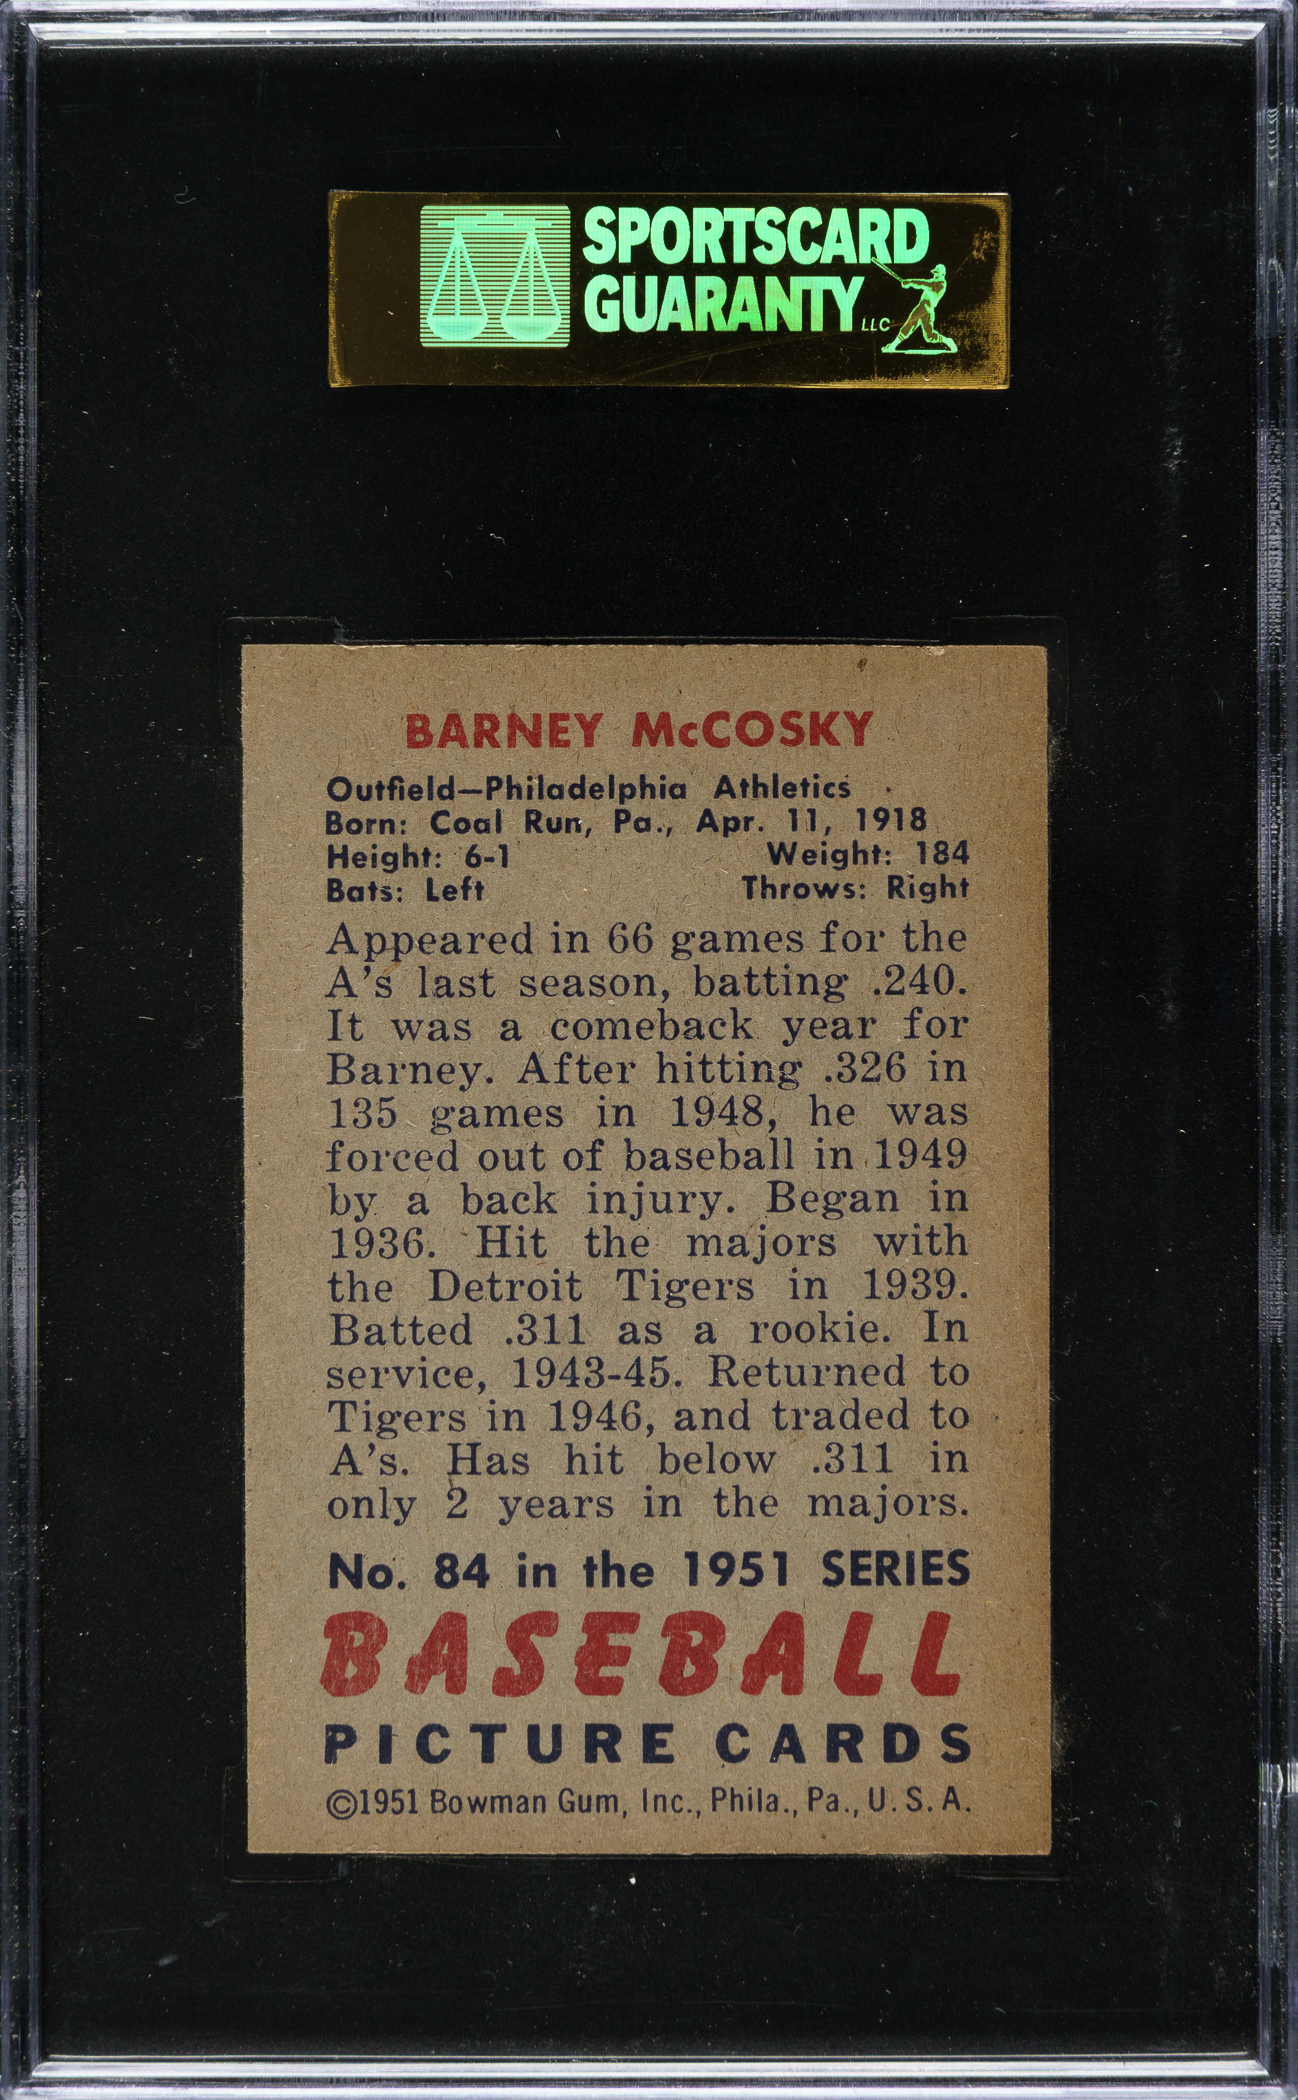 SPORTSCARD
GUARANTY LLC
BARNEY McCOSKY
Outfield—Philadelphia Athletics
Born: Coal Run, Pa., Apr. 11, 1918
Height: 6-1 Weight: 184
Bats: Left Throws: Right
Appeared in 66 games for the
A's last season, batting .240.
It was a comeback year for
Barney. After hitting .326 in
135 games in 1948, he was
forced out of baseball in 1949
by a back injury. Began in
1936. Hit the majors with
the Detroit Tigers in 1939.
Batted .311 as a rookie. In
service, 1943-45. Returned to
Tigers in 1946, and traded to
A's. Has hit below .311 in
only 2 years in the majors.
No. 84 in the 1951 SERIES
BASEBALL
PICTURE CARDS
©1951 Bowman Gum, Inc., Phila., Pa., U. S. A.